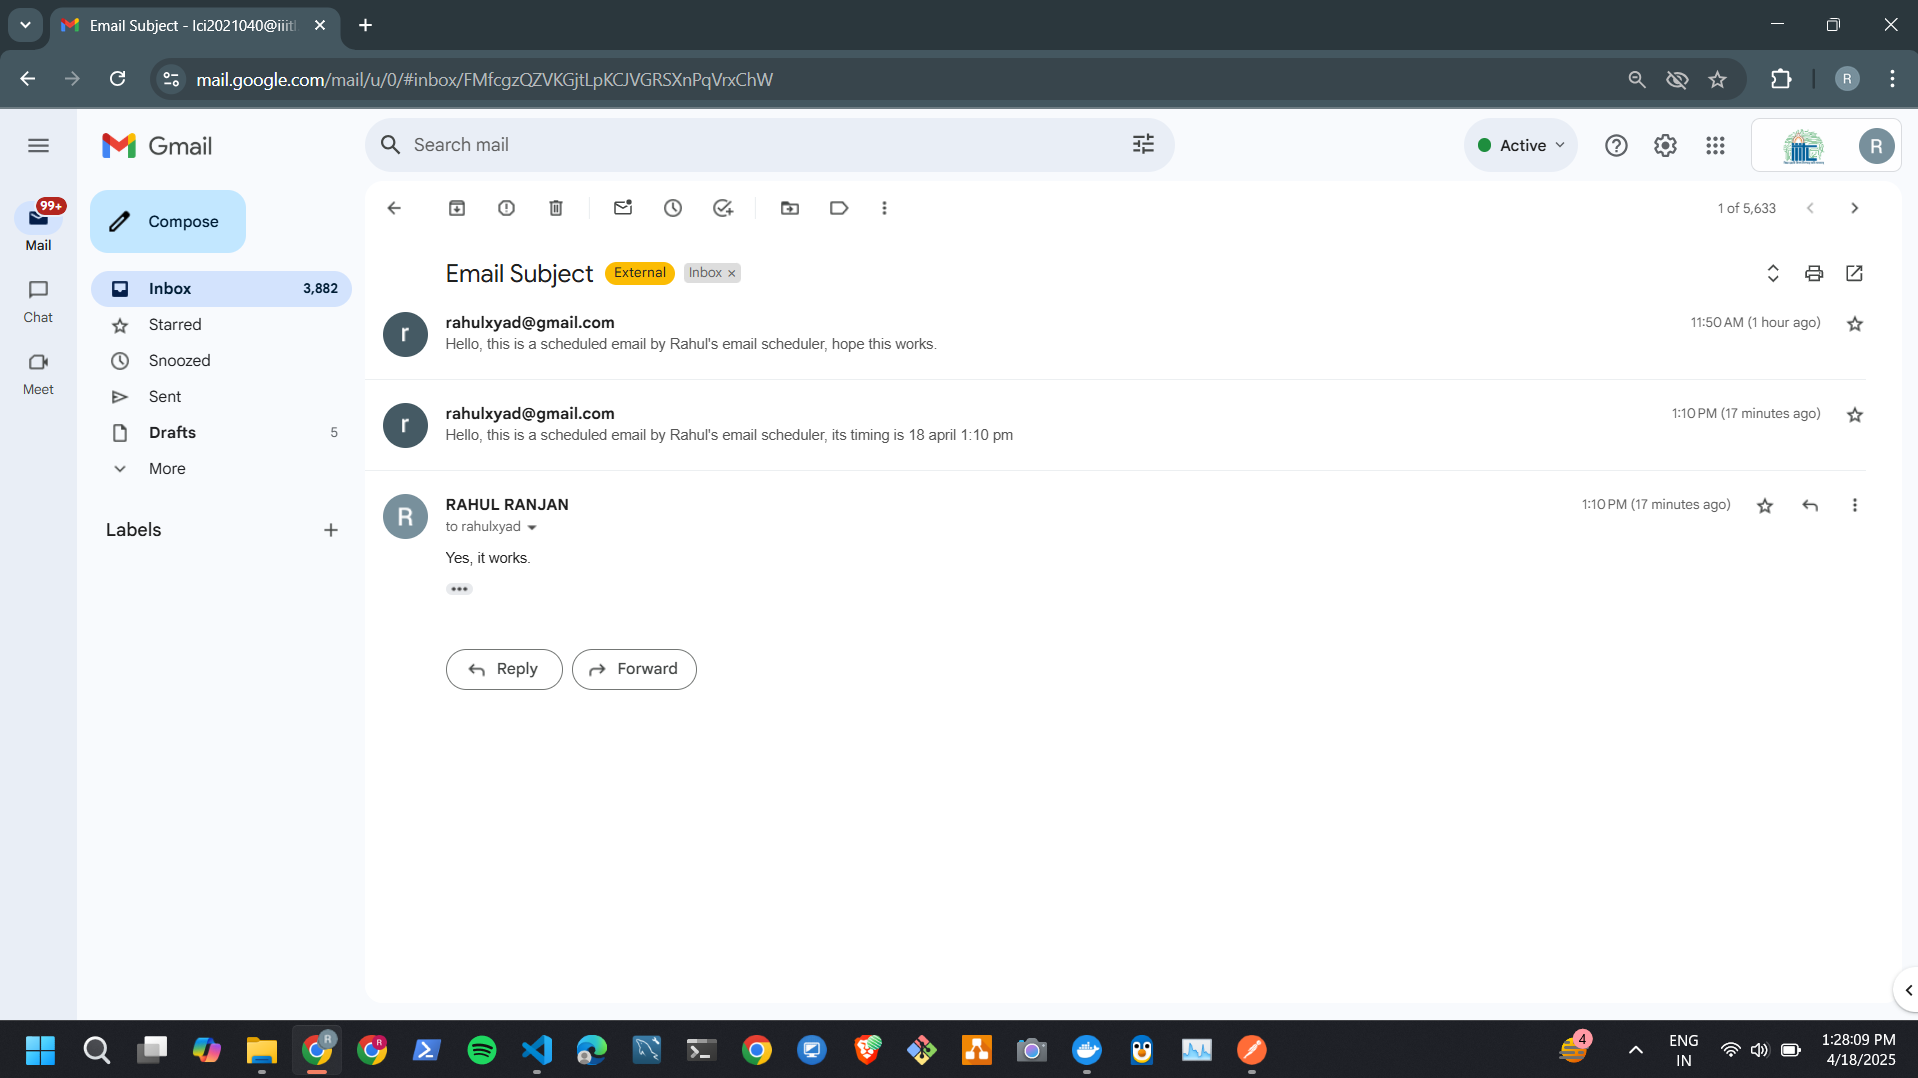 Email Subject - lci2021040@iiit
mail.google.com/mail/u/0/#inbox/FMfcgzQZVKGjtLpKCJVGRSXnPqVrxChW
R
Gmail
Search mail
Active
R
99+
Mail
Chat
Meet
Compose
Inbox 3,882
Starred
Snoozed
Sent
Drafts 5
More
Labels
1 of 5,633
Email Subject External Inbox ×
r
rahulxyad@gmail.com 11:50 AM (1 hour ago)
Hello, this is a scheduled email by Rahul's email scheduler, hope this works.
r
rahulxyad@gmail.com 1:10 PM (17 minutes ago)
Hello, this is a scheduled email by Rahul's email scheduler, its timing is 18 april 1:10 pm
R
RAHUL RANJAN 1:10 PM (17 minutes ago)
to rahulxyad
Yes, it works.
Reply Forward
R
R
4
ENG
IN
1:28:09 PM
4/18/2025